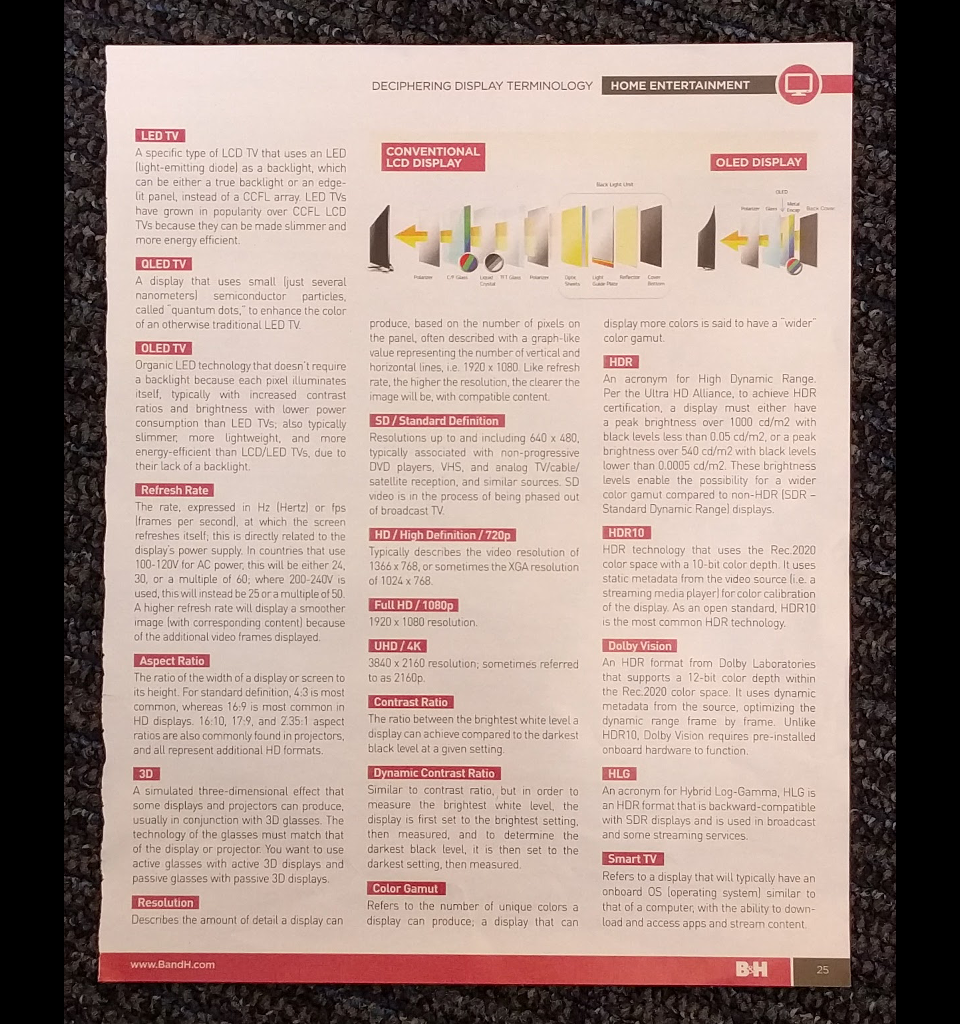 DECIPHERING DISPLAY TERMINOLOGY HOME ENTERTAINMENT
LED TV
A specific type of LCD TV that uses an LED
(light-emitting diode) as a backlight, which
can be either a true backlight or an edge-
lit panel, instead of a CCFL array. LED TVs
have grown in popularity over CCFL LCD
TVs because they can be made slimmer and
more energy efficient.
QLED TV
A display that uses small (just several
nanometers) semiconductor particles,
called "quantum dots," to enhance the color
of an otherwise traditional LED TV.
OLED TV
Organic LED technology that doesn't require
a backlight because each pixel illuminates
itself, typically with increased contrast
ratios and brightness with lower power
consumption than LED TVs; also typically
slimmer, more lightweight, and more
energy-efficient than LCD/LED TVs, due to
their lack of a backlight.
Refresh Rate
The rate, expressed in Hz (Hertz) or fps
(frames per second), at which the screen
refreshes itself; this is directly related to the
display's power supply. In countries that use
100-120V for AC power, this will be either 24,
30, or a multiple of 60; where 200-240V is
used, this will instead be 25 or a multiple of 50.
A higher refresh rate will display a smoother
image (with corresponding content) because
of the additional video frames displayed.
Aspect Ratio
The ratio of the width of a display or screen to
its height. For standard definition, 4:3 is most
common, whereas 16:9 is most common in
HD displays. 16:10, 17:9, and 2.35:1 aspect
ratios are also commonly found in projectors,
and all represent additional HD formats.
3D
A simulated three-dimensional effect that
some displays and projectors can produce,
usually in conjunction with 3D glasses. The
technology of the glasses must match that
of the display or projector. You want to use
active glasses with active 3D displays and
passive glasses with passive 3D displays.
Resolution
Describes the amount of detail a display can
CONVENTIONAL
LCD DISPLAY
Back Light Unit
Polarizer C/F Glass Liquid Crystal TFT Glass Polarizer Optic Sheets Light Guide Plate Reflector Cover Bottom
OLED DISPLAY
OLED
Polarizer Glass Metal Encap Back Cover
produce, based on the number of pixels on
the panel, often described with a graph-like
value representing the number of vertical and
horizontal lines, i.e. 1920 x 1080. Like refresh
rate, the higher the resolution, the clearer the
image will be, with compatible content.
SD / Standard Definition
Resolutions up to and including 640 x 480,
typically associated with non-progressive
DVD players, VHS, and analog TV/cable/
satellite reception, and similar sources. SD
video is in the process of being phased out
of broadcast TV.
HD / High Definition / 720p
Typically describes the video resolution of
1366 x 768, or sometimes the XGA resolution
of 1024 x 768.
Full HD / 1080p
1920 x 1080 resolution.
UHD / 4K
3840 x 2160 resolution; sometimes referred
to as 2160p.
Contrast Ratio
The ratio between the brightest white level a
display can achieve compared to the darkest
black level at a given setting.
Dynamic Contrast Ratio
Similar to contrast ratio, but in order to
measure the brightest white level, the
display is first set to the brightest setting,
then measured, and to determine the
darkest black level, it is then set to the
darkest setting, then measured.
Color Gamut
Refers to the number of unique colors a
display can produce; a display that can
display more colors is said to have a "wider"
color gamut.
HDR
An acronym for High Dynamic Range.
Per the Ultra HD Alliance, to achieve HDR
certification, a display must either have
a peak brightness over 1000 cd/m2 with
black levels less than 0.05 cd/m2, or a peak
brightness over 540 cd/m2 with black levels
lower than 0.0005 cd/m2. These brightness
levels enable the possibility for a wider
color gamut compared to non-HDR (SDR –
Standard Dynamic Range) displays.
HDR10
HDR technology that uses the Rec.2020
color space with a 10-bit color depth. It uses
static metadata from the video source (i.e. a
streaming media player) for color calibration
of the display. As an open standard, HDR10
is the most common HDR technology.
Dolby Vision
An HDR format from Dolby Laboratories
that supports a 12-bit color depth within
the Rec.2020 color space. It uses dynamic
metadata from the source, optimizing the
dynamic range frame by frame. Unlike
HDR10, Dolby Vision requires pre-installed
onboard hardware to function.
HLG
An acronym for Hybrid Log-Gamma, HLG is
an HDR format that is backward-compatible
with SDR displays and is used in broadcast
and some streaming services.
Smart TV
Refers to a display that will typically have an
onboard OS (operating system) similar to
that of a computer, with the ability to down-
load and access apps and stream content.
www.BandH.com
B&H
25